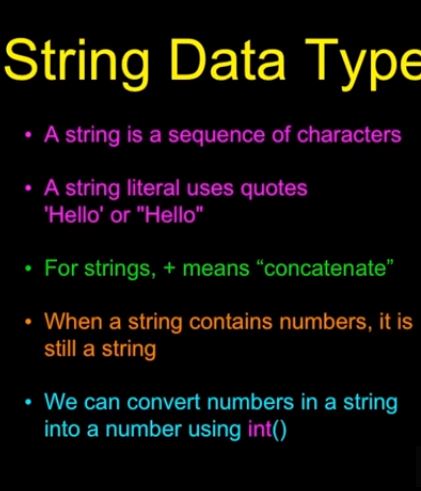 String Data Type
• A string is a sequence of characters
• A string literal uses quotes
'Hello' or "Hello"
• For strings, + means “concatenate”
• When a string contains numbers, it is
still a string
• We can convert numbers in a string
into a number using int()